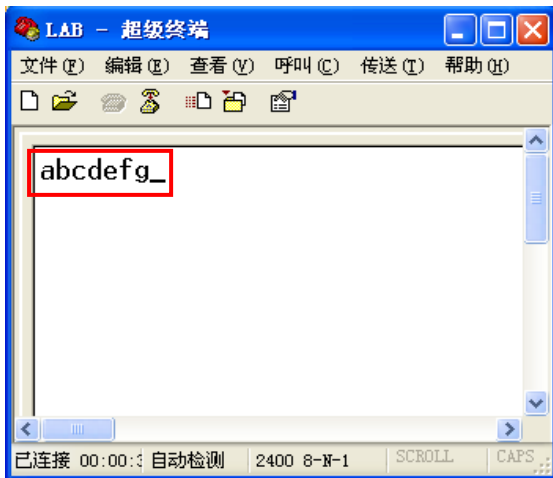 LAB - 超级终端
文件(F) 编辑(E) 查看(V) 呼叫(C) 传送(T) 帮助(H)
abcdefg_
已连接 00:00:3 自动检测 2400 8-N-1 SCROLL CAPS